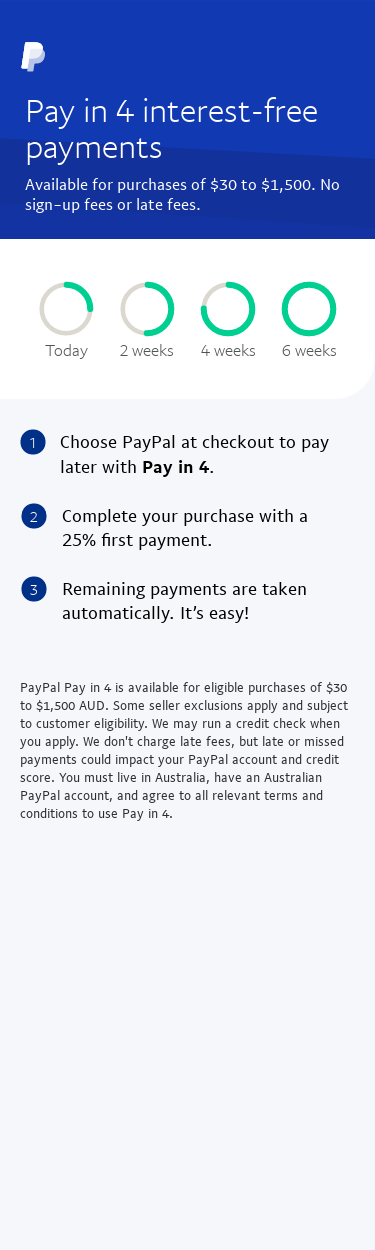 Pay in 4 interest-free
payments
Available for purchases of $30 to $1,500. No
sign-up fees or late fees.
Today 2 weeks 4 weeks 6 weeks
1 Choose PayPal at checkout to pay
later with Pay in 4.
2 Complete your purchase with a
25% first payment.
3 Remaining payments are taken
automatically. It's easy!
PayPal Pay in 4 is available for eligible purchases of $30
to $1,500 AUD. Some seller exclusions apply and subject
to customer eligibility. We may run a credit check when
you apply. We don't charge late fees, but late or missed
payments could impact your PayPal account and credit
score. You must live in Australia, have an Australian
PayPal account, and agree to all relevant terms and
conditions to use Pay in 4.